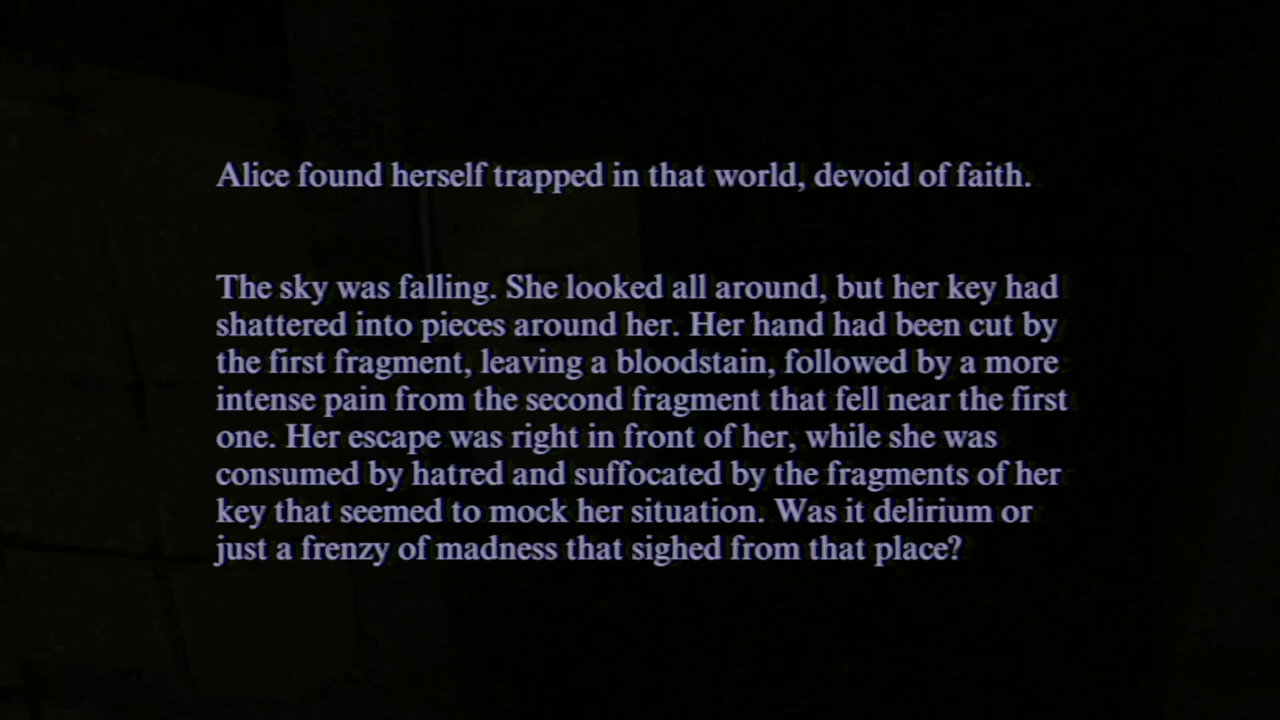 Alice found herself trapped in that world, devoid of faith.
The sky was falling. She looked all around, but her key had
shattered into pieces around her. Her hand had been cut by
the first fragment, leaving a bloodstain, followed by a more
intense pain from the second fragment that fell near the first
one. Her escape was right in front of her, while she was
consumed by hatred and suffocated by the fragments of her
key that seemed to mock her situation. Was it delirium or
just a frenzy of madness that sighed from that place?